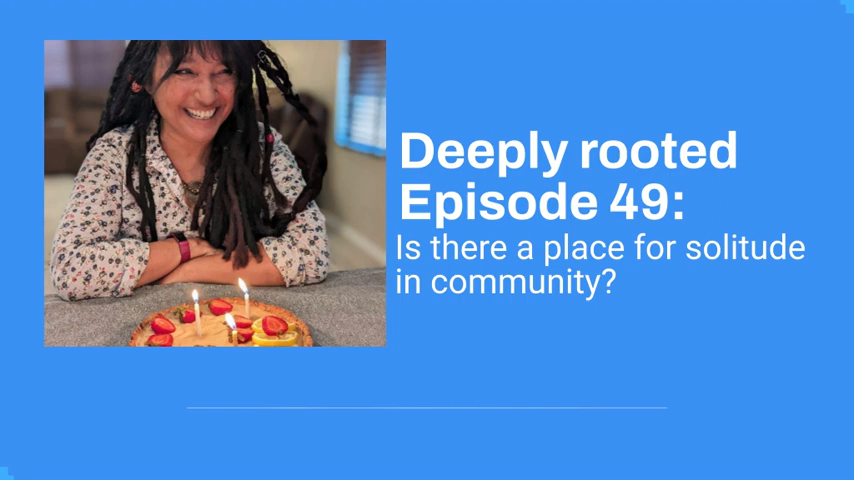 Deeply rooted
Episode 49:
Is there a place for solitude
in community?